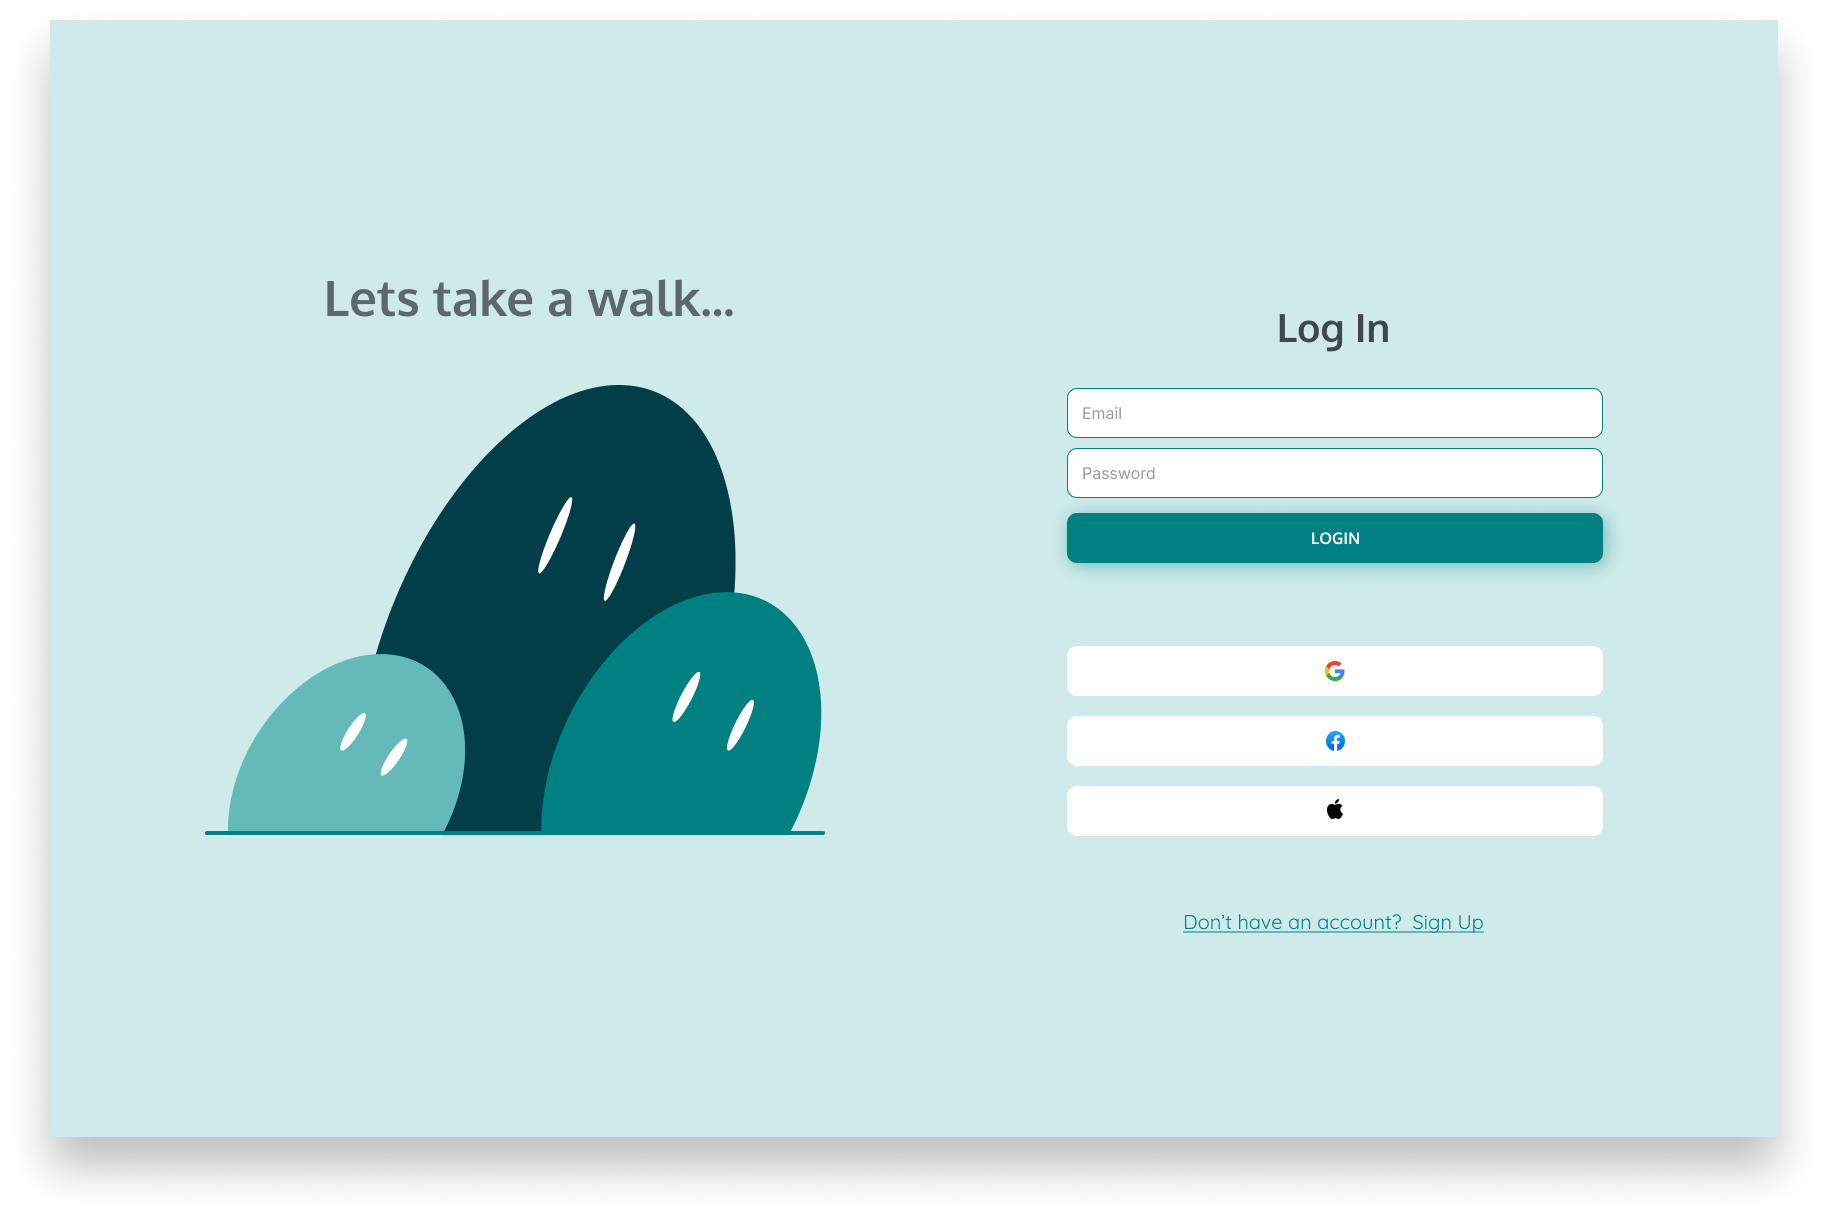 Lets take a walk...
Log In
Email
Password
LOGIN
Don’t have an account?  Sign Up